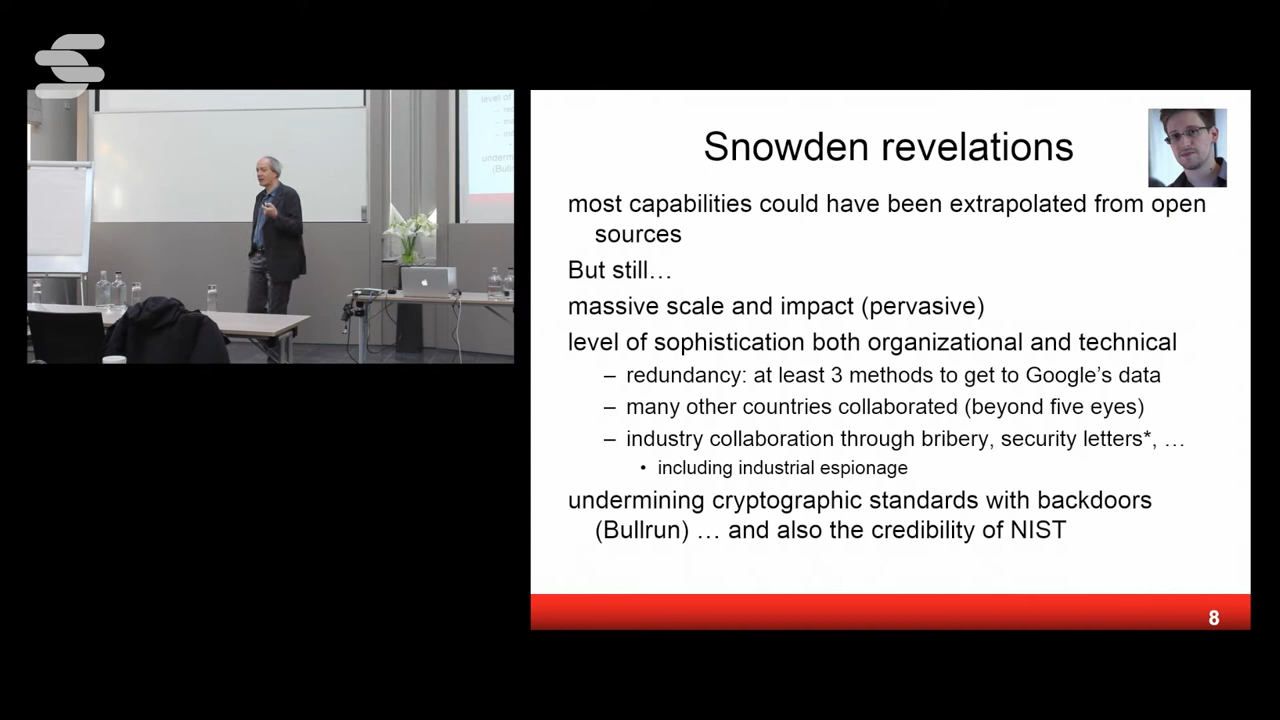 Snowden revelations
most capabilities could have been extrapolated from open
sources
But still…
massive scale and impact (pervasive)
level of sophistication both organizational and technical
– redundancy: at least 3 methods to get to Google's data
– many other countries collaborated (beyond five eyes)
– industry collaboration through bribery, security letters*, …
• including industrial espionage
undermining cryptographic standards with backdoors
(Bullrun) … and also the credibility of NIST
8